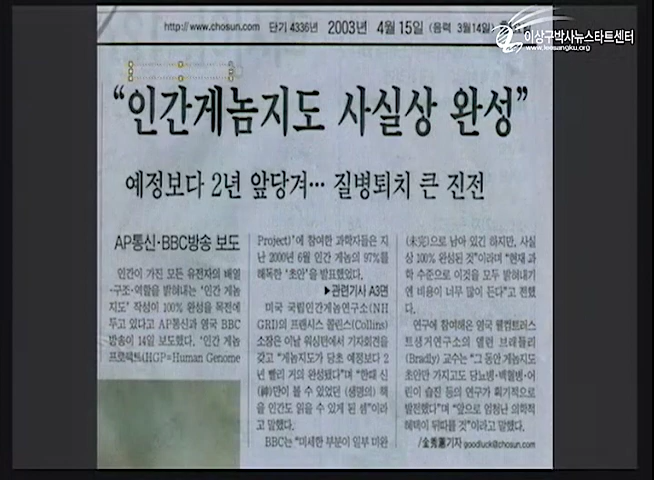 http://www.chosun.com 단기 4336년 2003년 4월 15일 (음력 3월 14일)
이상구박사뉴스타트센터
www.leesangku.org
“인간게놈지도 사실상 완성”
예정보다 2년 앞당겨… 질병퇴치 큰 진전
AP통신·BBC방송 보도
인간이 가진 모든 유전자의 배열
·구조·역할을 밝혀내는 ‘인간 게놈
지도’ 작성이 100% 완성을 목전에
두고 있다고 AP통신과 영국 BBC
방송이 14일 보도했다. ‘인간 게놈
프로젝트(HGP=Human Genome
Project)’에 참여한 과학자들은 지
난 2000년 6월 인간 게놈의 97%를
해독한 ‘초안’을 발표했었다.
▶관련기사 A3면
미국 국립인간게놈연구소(NH
GRI)의 프랜시스 콜린스(Collins)
소장은 이날 워싱턴에서 기자회견을
갖고 “게놈지도가 당초 예정보다 2
년 빨리 거의 완성됐다”며 “한때 신
(神)만이 볼 수 있었던 (생명의) 책
을 인간도 읽을 수 있게 된 셈”이라
고 말했다.
BBC는 “미세한 부분이 일부 미완
(未完)으로 남아 있긴 하지만, 사실
상 100% 완성된 것”이라며 “현재 과
학 수준으로 이것을 모두 밝혀내기
엔 비용이 너무 많이 든다”고 전했
다.
연구에 참여해온 영국 웰컴트러스
트생거연구소의 앨런 브래들리
(Bradly) 교수는 “그 동안 게놈지도
초안만 가지고도 당뇨병·백혈병·어
린이 습진 등의 연구가 획기적으로
발전했다”며 “앞으로 엄청난 의학적
혜택이 뒤따를 것”이라고 말했다.
/金秀惠기자 goodluck@chosun.com